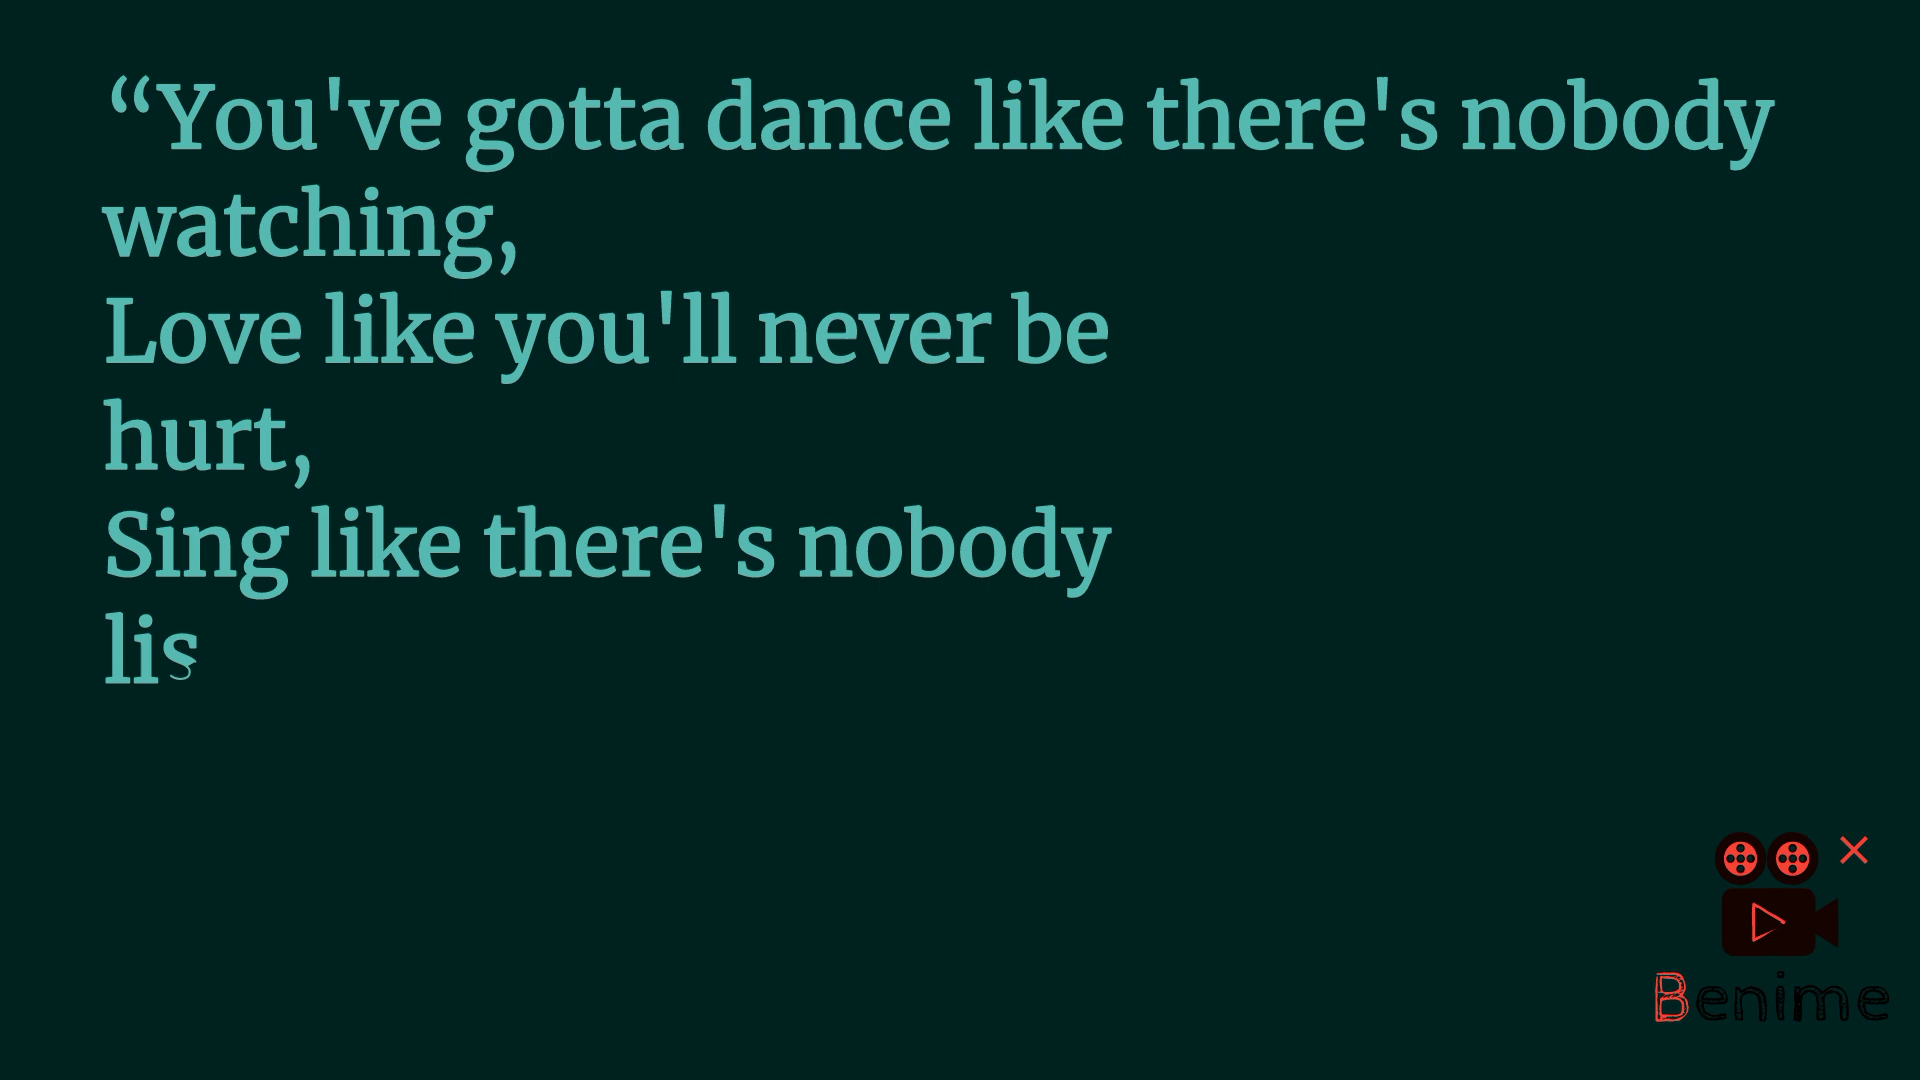 “You've gotta dance like there's nobody
watching,
Love like you'll never be
hurt,
Sing like there's nobody
lis
Benime